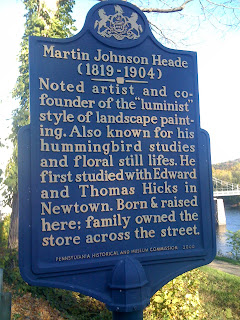 Martin Johnson Heade
(1819-1904)
Noted artist and co-
founder of the "luminist"
style of landscape paint-
ing. Also known for his
hummingbird studies
and floral still lifes. He
first studied with Edward
and Thomas Hicks in
Newtown. Born & raised
here; family owned the
store across the street.
PENNSYLVANIA HISTORICAL AND MUSEUM COMMISSION